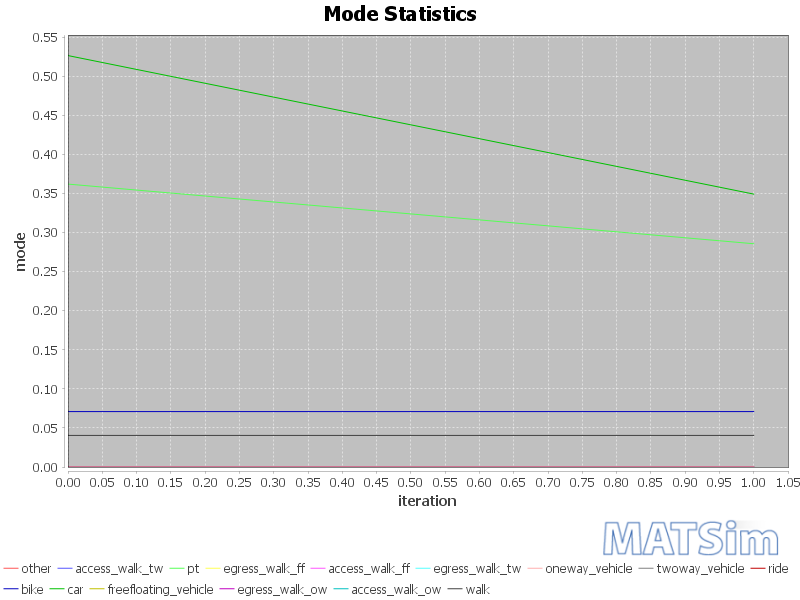 Mode Statistics
0.55
0.50
0.45
0.40
0.35
0.30
0.25
0.20
0.15
0.10
0.05
0.00
mode
0.00 0.05 0.10 0.15 0.20 0.25 0.30 0.35 0.40 0.45 0.50 0.55 0.60 0.65 0.70 0.75 0.80 0.85 0.90 0.95 1.00 1.05
iteration
MATSim
other access_walk_tw pt egress_walk_ff access_walk_ff egress_walk_tw oneway_vehicle twoway_vehicle ride
bike car freefloating_vehicle egress_walk_ow access_walk_ow walk